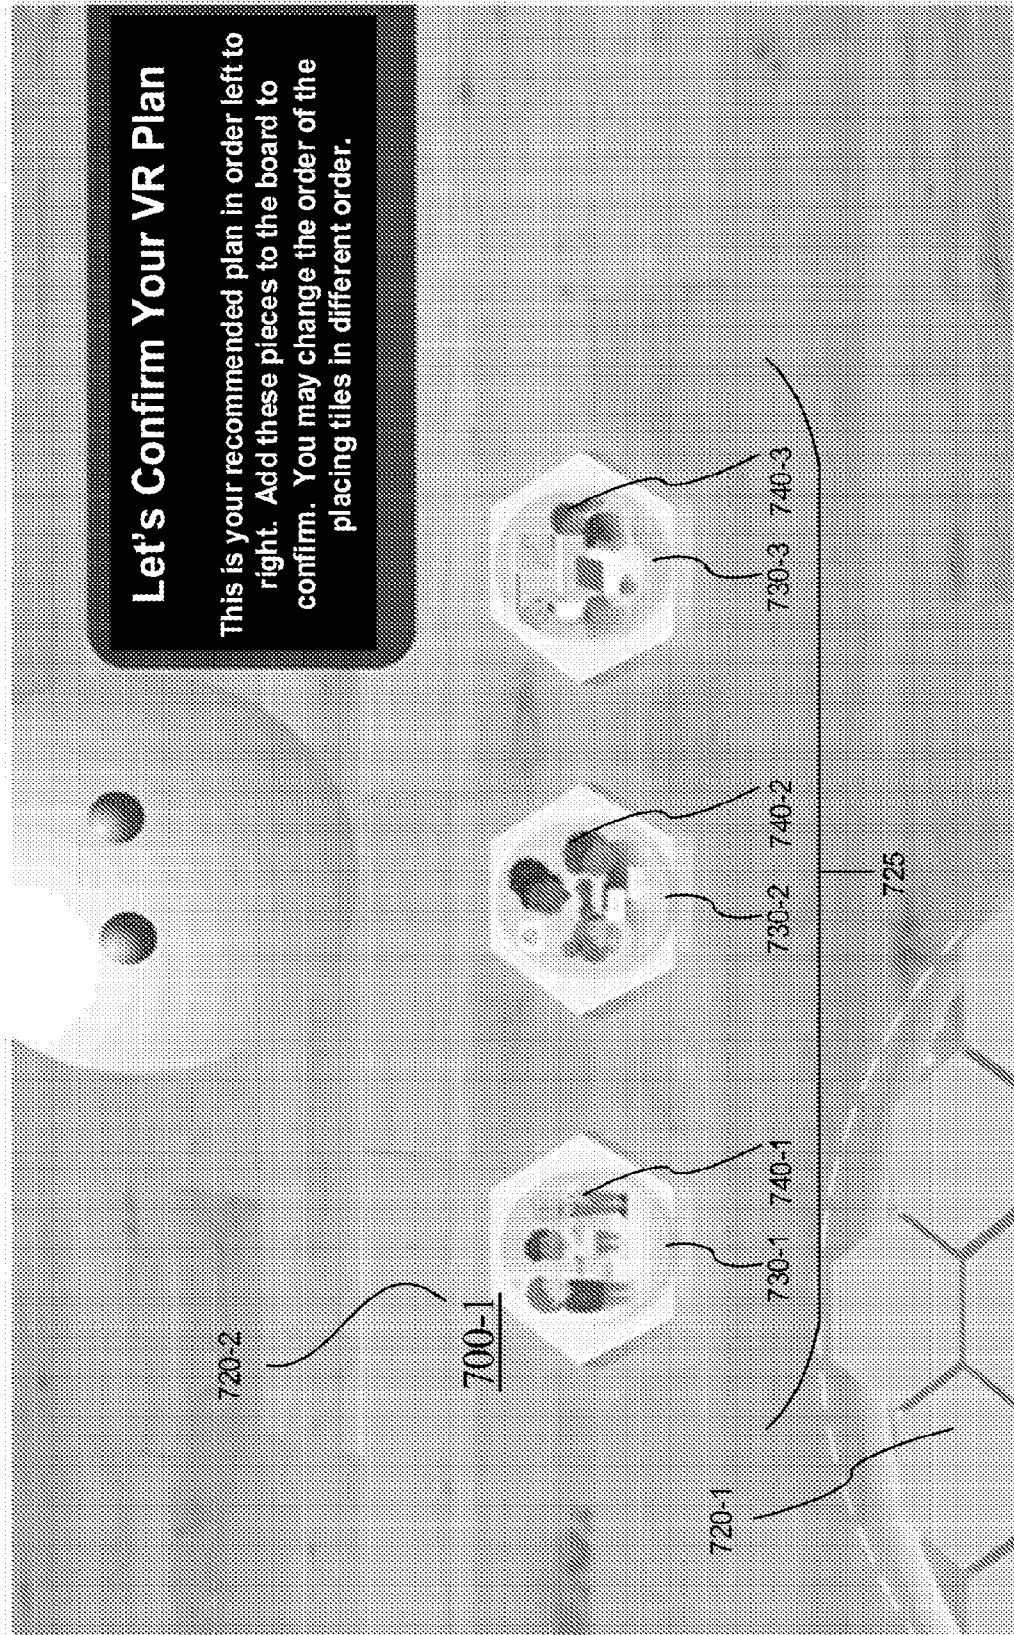 Let's Confirm Your VR Plan
This is your recommended plan in order left to
right. Add these pieces to the board to
confirm. You may change the order of the
placing tiles in different order.
720-2
700-1
730-1
740-1
730-2
740-2
730-3
740-3
720-1
725